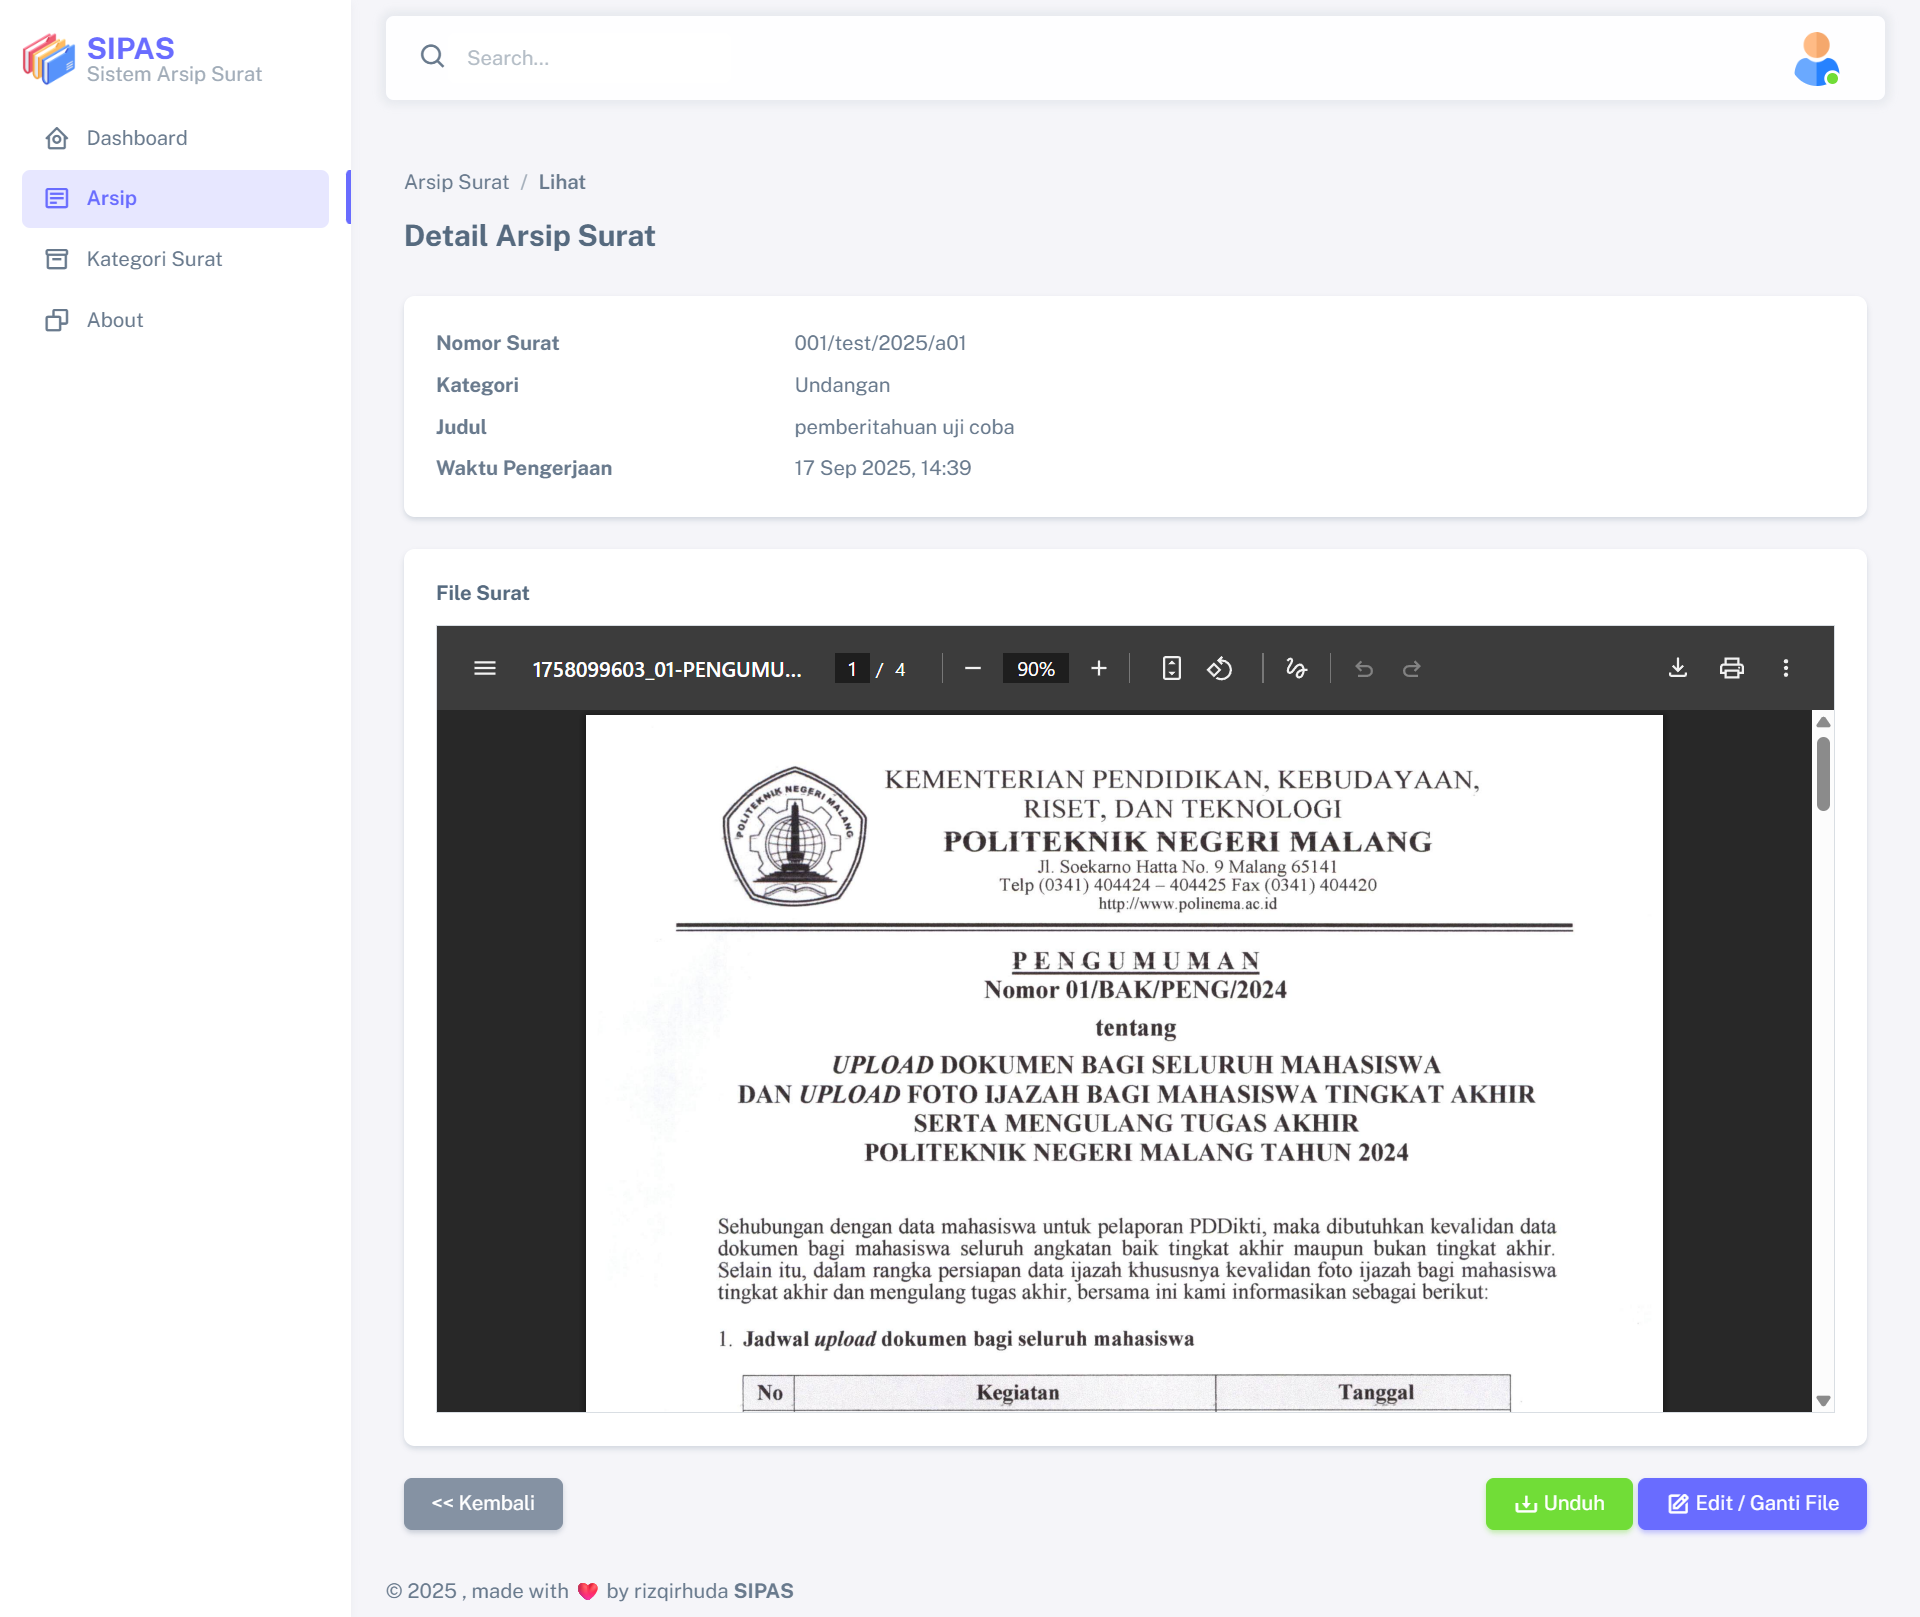 SIPAS
Sistem Arsip Surat
Dashboard
Arsip
Kategori Surat
About
Search...
Arsip Surat / Lihat
Detail Arsip Surat
Nomor Surat 001/test/2025/a01
Kategori Undangan
Judul pemberitahuan uji coba
Waktu Pengerjaan 17 Sep 2025, 14:39
File Surat
1758099603_01-PENGUMU... 1 / 4 90%
POLITEKNIK NEGERI MALANG
KEMENTERIAN PENDIDIKAN, KEBUDAYAAN,
RISET, DAN TEKNOLOGI
POLITEKNIK NEGERI MALANG
Jl. Soekarno Hatta No. 9 Malang 65141
Telp (0341) 404424 – 404425 Fax (0341) 404420
http://www.polinema.ac.id
PENGUMUMAN
Nomor 01/BAK/PENG/2024
tentang
UPLOAD DOKUMEN BAGI SELURUH MAHASISWA
DAN UPLOAD FOTO IJAZAH BAGI MAHASISWA TINGKAT AKHIR
SERTA MENGULANG TUGAS AKHIR
POLITEKNIK NEGERI MALANG TAHUN 2024
Sehubungan dengan data mahasiswa untuk pelaporan PDDikti, maka dibutuhkan kevalidan data
dokumen bagi mahasiswa seluruh angkatan baik tingkat akhir maupun bukan tingkat akhir.
Selain itu, dalam rangka persiapan data ijazah khususnya kevalidan foto ijazah bagi mahasiswa
tingkat akhir dan mengulang tugas akhir, bersama ini kami informasikan sebagai berikut:
1. Jadwal upload dokumen bagi seluruh mahasiswa
No Kegiatan Tanggal
<< Kembali
Unduh
Edit / Ganti File
© 2025 , made with ❤️ by rizqirhuda SIPAS